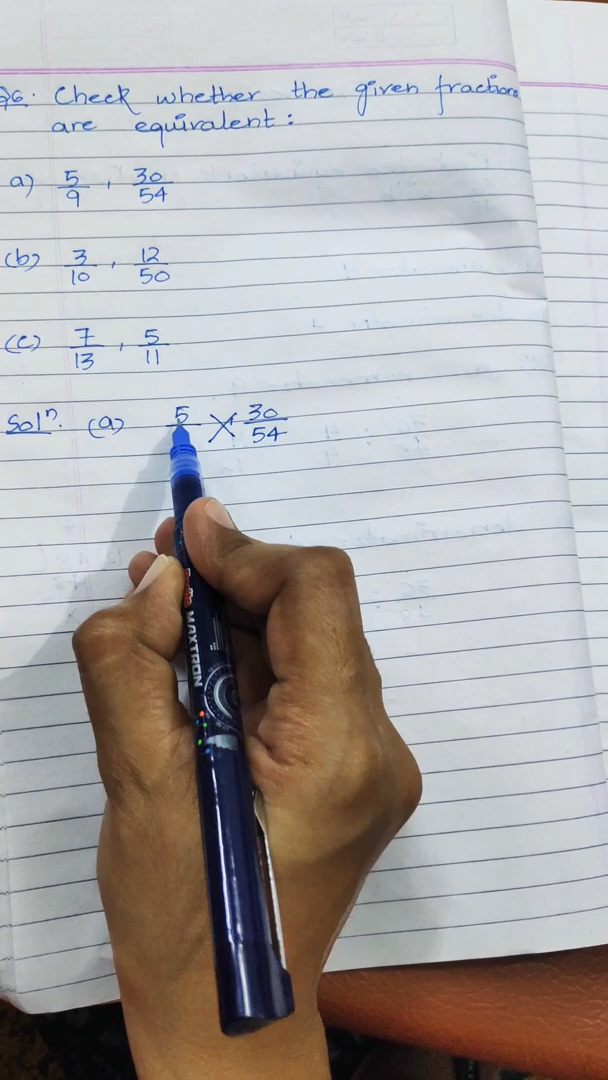 Q6. Check whether the given fractions
are equivalent:
a) 5/9 , 30/54
(b) 3/10 , 12/50
(c) 7/13 , 5/11
Solⁿ. (a) 5 × 30/54
MAXTRON